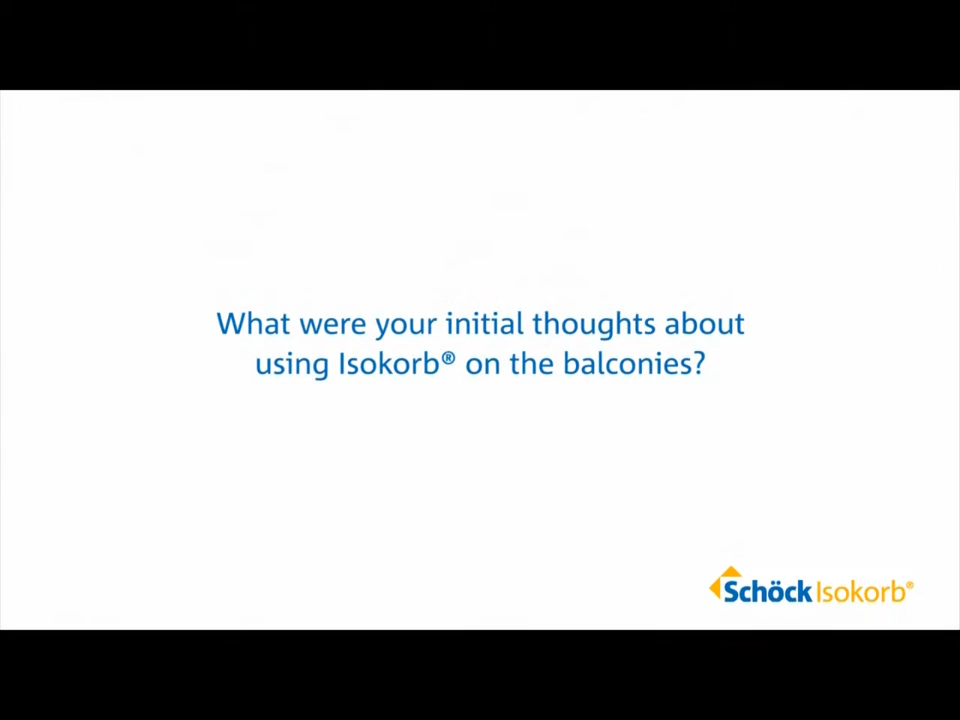 What were your initial thoughts about
using Isokorb® on the balconies?
Schöck Isokorb®